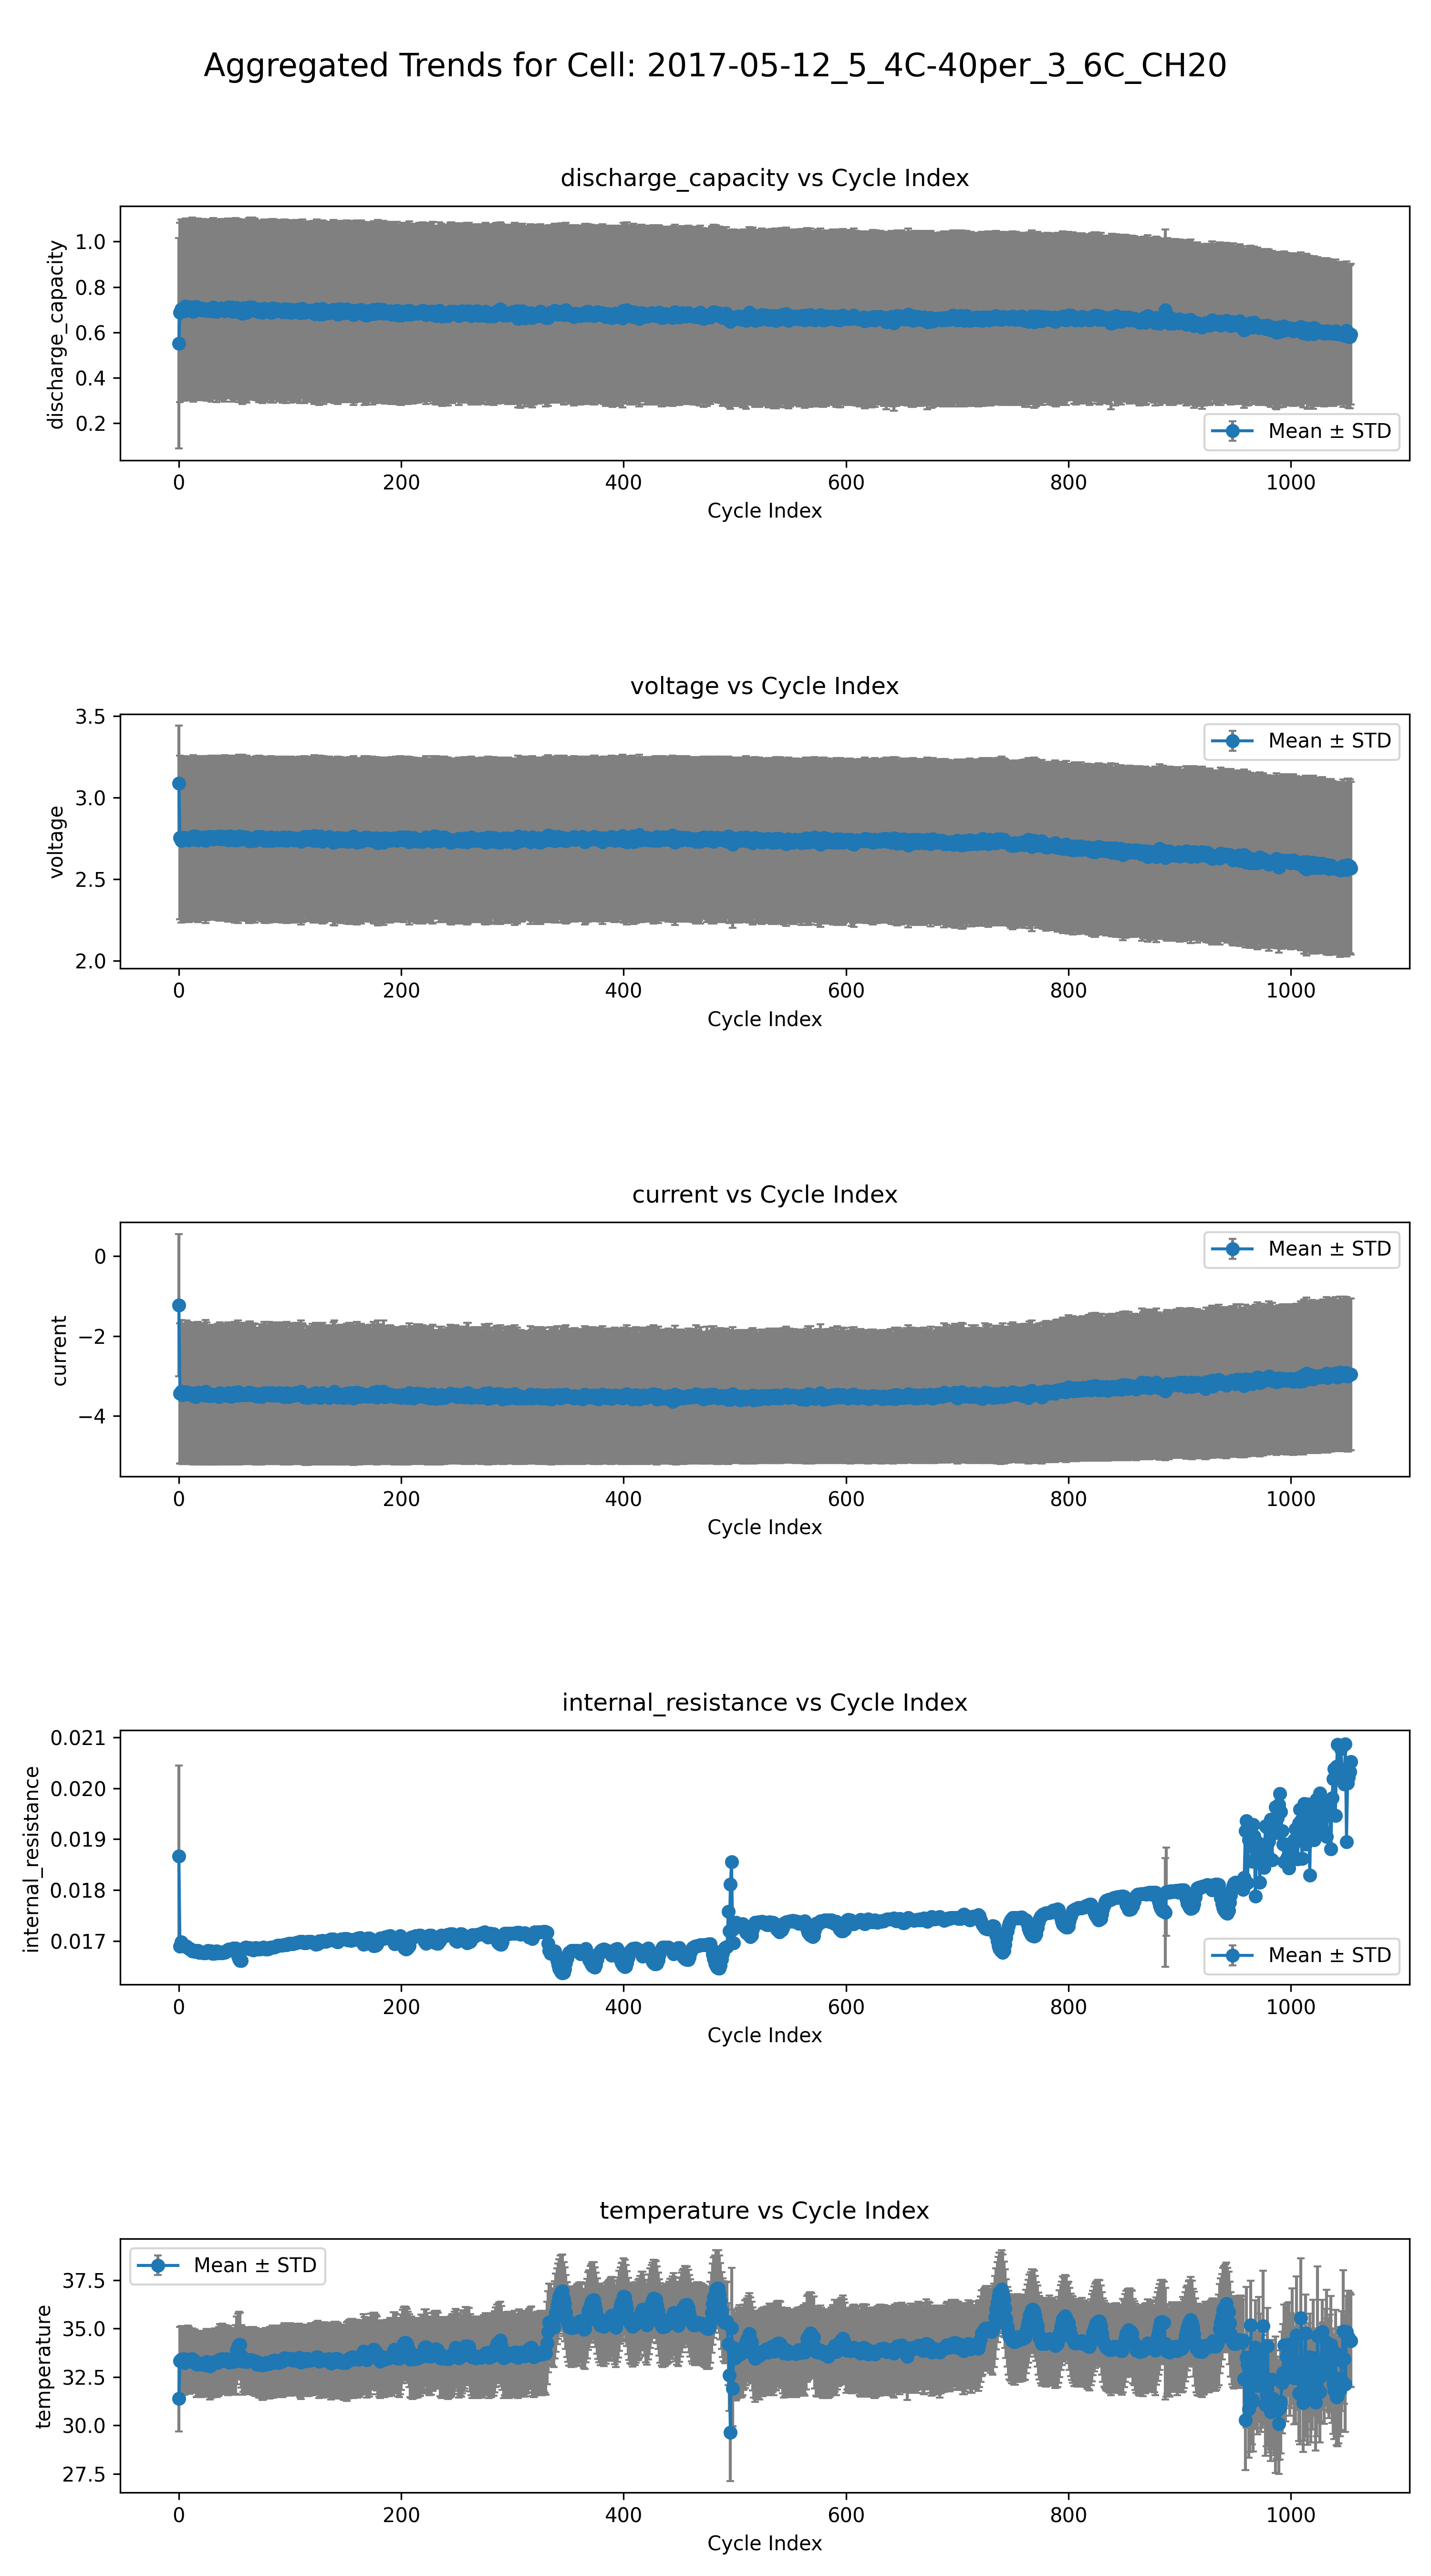 Aggregated Trends for Cell: 2017-05-12_5_4C-40per_3_6C_CH20
discharge_capacity vs Cycle Index
discharge_capacity
1.0
0.8
0.6
0.4
0.2
Mean ± STD
0 200 400 600 800 1000
Cycle Index
voltage vs Cycle Index
voltage
3.5
3.0
2.5
2.0
Mean ± STD
0 200 400 600 800 1000
Cycle Index
current vs Cycle Index
current
0
−2
−4
Mean ± STD
0 200 400 600 800 1000
Cycle Index
internal_resistance vs Cycle Index
internal_resistance
0.021
0.020
0.019
0.018
0.017
Mean ± STD
0 200 400 600 800 1000
Cycle Index
temperature vs Cycle Index
temperature
Mean ± STD
37.5
35.0
32.5
30.0
27.5
0 200 400 600 800 1000
Cycle Index